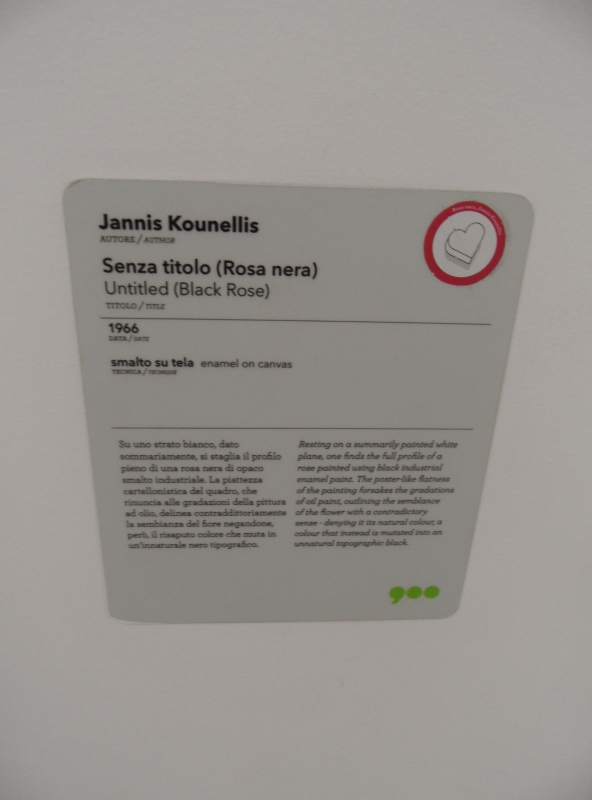 Rosa nera, Jannis Kounellis
Jannis Kounellis
AUTORE / AUTHOR
Senza titolo (Rosa nera)
Untitled (Black Rose)
TITOLO / TITLE
1966
DATA / DATE
smalto su tela enamel on canvas
TECNICA / TECHNIQUE
Su uno strato bianco, dato
sommariamente, si staglia il profilo
pieno di una rosa nera di opaco
smalto industriale. La piattezza
cartellonistica del quadro, che
rinuncia alle gradazioni della pittura
ad olio, delinea contraddittoriamente
la sembianza del fiore negandone,
però, il risaputo colore che muta in
un'innaturale nero tipografico.
Resting on a summarily painted white
plane, one finds the full profile of a
rose painted using black industrial
enamel paint. The poster-like flatness
of the painting forsakes the gradations
of oil paint, outlining the semblance
of the flower with a contradictory
sense - denying it its natural colour, a
colour that instead is mutated into an
unnatural topographic black.
900